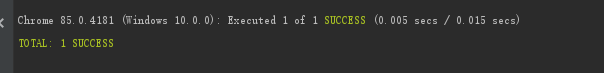 Chrome 85.0.4181 (Windows 10.0.0): Executed 1 of 1 SUCCESS (0.005 secs / 0.015 secs)
TOTAL: 1 SUCCESS